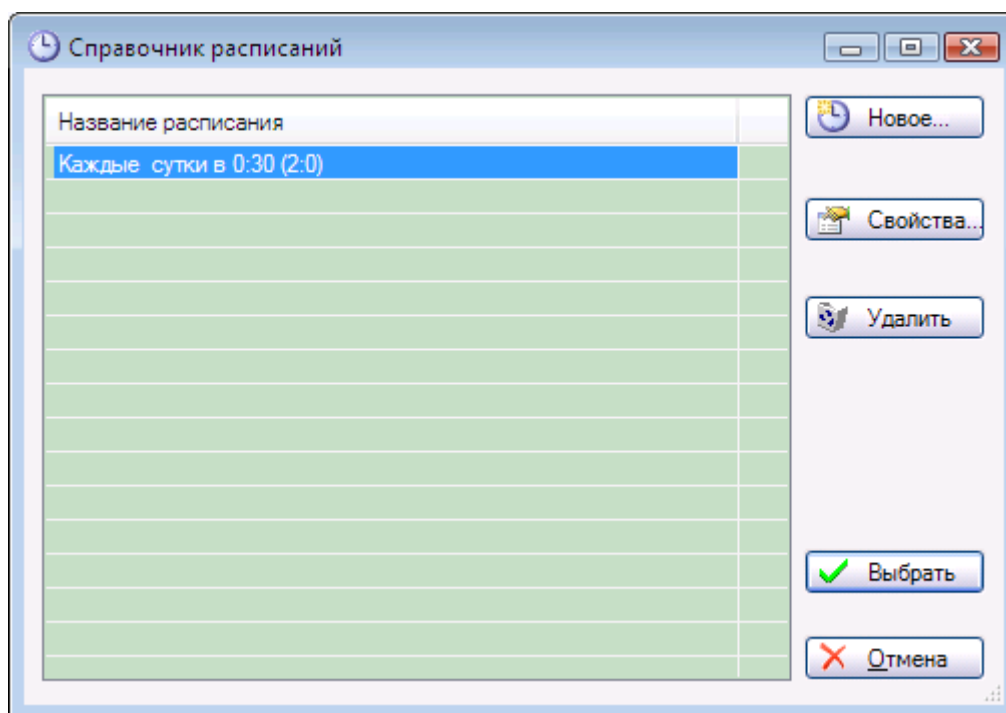 Справочник расписаний
Название расписания
Каждые  сутки в 0:30 (2:0)
Новое...
Свойства...
Удалить
Выбрать
Отмена